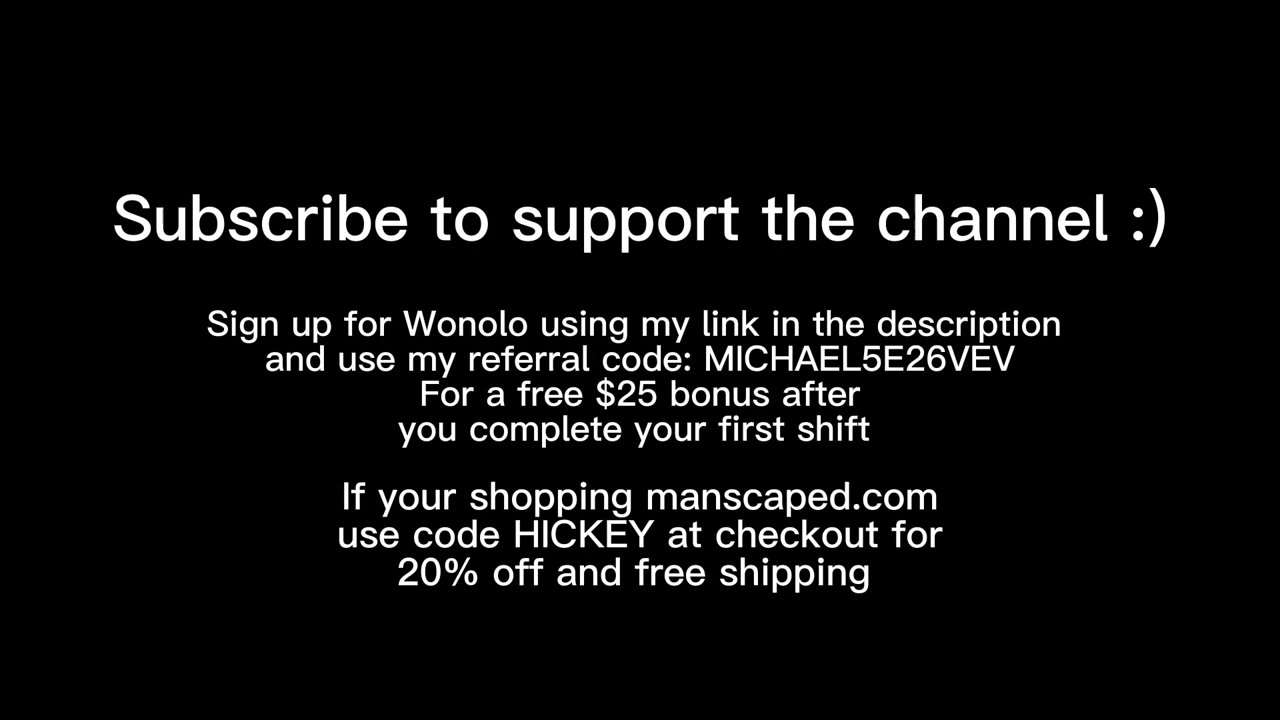 Subscribe to support the channel :)
Sign up for Wonolo using my link in the description
and use my referral code: MICHAEL5E26VEV
For a free $25 bonus after
you complete your first shift
If your shopping manscaped.com
use code HICKEY at checkout for
20% off and free shipping